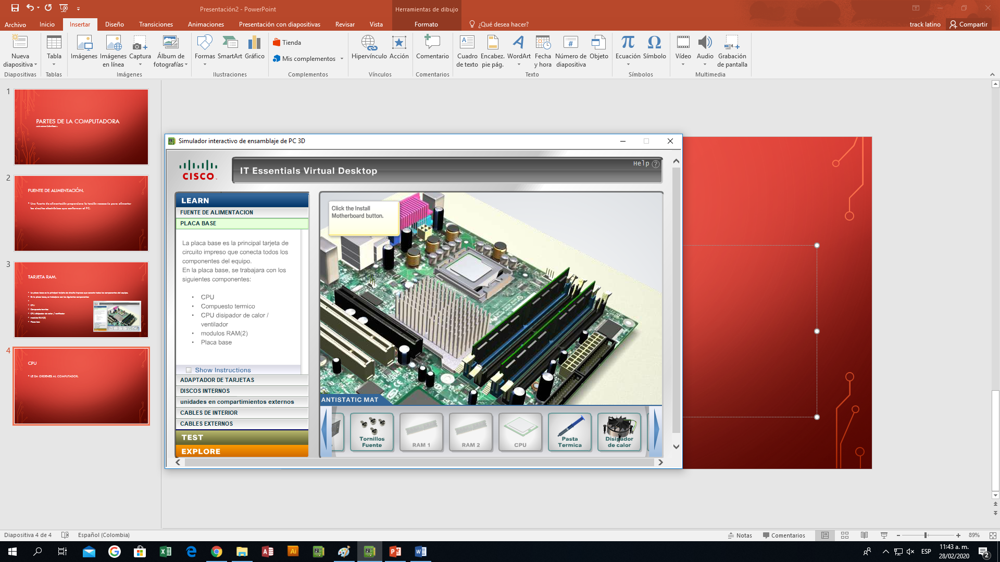 Presentación2 - PowerPoint
Herramientas de dibujo
Archivo Inicio Insertar Diseño Transiciones Animaciones Presentación con diapositivas Revisar Vista Formato ¿Qué desea hacer? track latino Compartir
Nueva diapositiva
Tabla
Imágenes
Imágenes en línea
Captura
Álbum de fotografías
Formas
SmartArt
Gráfico
Tienda
Mis complementos
Hipervínculo
Acción
Comentario
Cuadro de texto
Encabez. pie pág.
WordArt
Fecha y hora
Número de diapositiva
Objeto
Ecuación
Símbolo
Vídeo
Audio
Grabación de pantalla
Diapositivas Tablas Imágenes Ilustraciones Complementos Vínculos Comentarios Texto Símbolos Multimedia
1
PARTES DE LA COMPUTADORA
2
FUENTE DE ALIMENTACIÓN.
Una fuente de alimentación proporciona la tensión necesaria para alimentar
los circuitos electrónicos que conforman el PC.
3
TARJETA RAM.
La placa base es la principal tarjeta de circuito impreso que conecta todos los componentes del equipo.
En la placa base, se trabajara con los siguientes componentes:
CPU
Compuesto termico
CPU disipador de calor / ventilador
modulos RAM(2)
Placa base
4
CPU
LE DA ORDENES AL COMPUTADOR.
Simulador interactivo de ensamblaje de PC 3D
CISCO
IT Essentials Virtual Desktop
Help ?
LEARN
FUENTE DE ALIMENTACION
PLACA BASE
La placa base es la principal tarjeta de
circuito impreso que conecta todos los
componentes del equipo.
En la placa base, se trabajara con los
siguientes componentes:
• CPU
• Compuesto termico
• CPU disipador de calor /
ventilador
• modulos RAM(2)
• Placa base
Show Instructions
ADAPTADOR DE TARJETAS
DISCOS INTERNOS
unidades en compartimientos externos
CABLES DE INTERIOR
CABLES EXTERNOS
TEST
EXPLORE
Click the Install
Motherboard button.
ANTISTATIC MAT
Tornillos
Fuente
RAM 1
RAM 2
CPU
Pasta
Termica
Disipador
de calor
Diapositiva 4 de 4
Español (Colombia)
Notas
Comentarios
89%
ESP
11:43 a. m.
28/02/2020
2